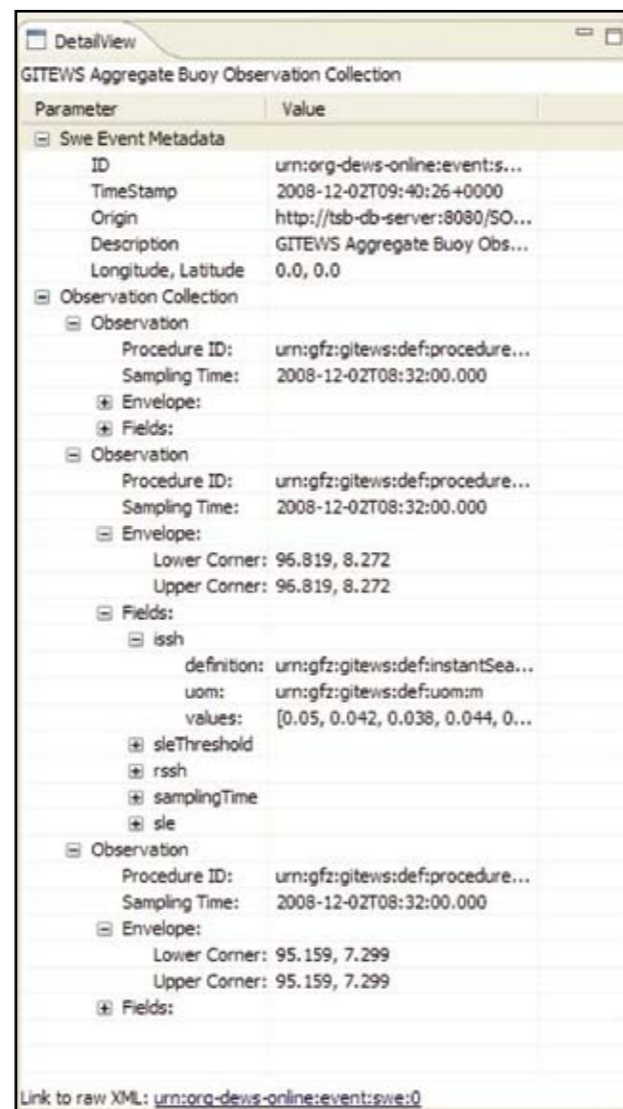 DetailView
GITEWS Aggregate Buoy Observation Collection
Parameter Value
Swe Event Metadata
ID urn:org-dews-online:event:s...
TimeStamp 2008-12-02T09:40:26+0000
Origin http://tsb-db-server:8080/SO...
Description GITEWS Aggregate Buoy Obs...
Longitude, Latitude 0.0, 0.0
Observation Collection
Observation
Procedure ID: urn:gfz:gitews:def:procedure...
Sampling Time: 2008-12-02T08:32:00.000
Envelope:
Fields:
Observation
Procedure ID: urn:gfz:gitews:def:procedure...
Sampling Time: 2008-12-02T08:32:00.000
Envelope:
Lower Corner: 96.819, 8.272
Upper Corner: 96.819, 8.272
Fields:
issh
definition: urn:gfz:gitews:def:instantSea...
uom: urn:gfz:gitews:def:uom:m
values: [0.05, 0.042, 0.038, 0.044, 0...
sleThreshold
rssh
samplingTime
sle
Observation
Procedure ID: urn:gfz:gitews:def:procedure...
Sampling Time: 2008-12-02T08:32:00.000
Envelope:
Lower Corner: 95.159, 7.299
Upper Corner: 95.159, 7.299
Fields:
Link to raw XML: urn:org-dews-online:event:swe:0